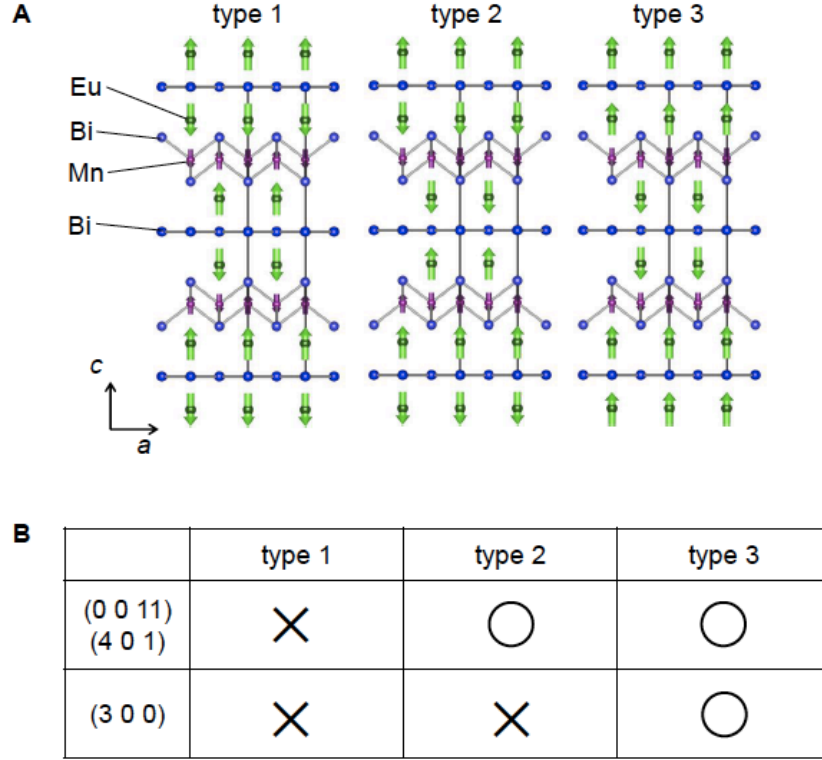 A
type 1 type 2 type 3
Eu
Bi
Mn
Bi
c
a
B
type 1 type 2 type 3
(0 0 11)
(4 0 1)
(3 0 0)